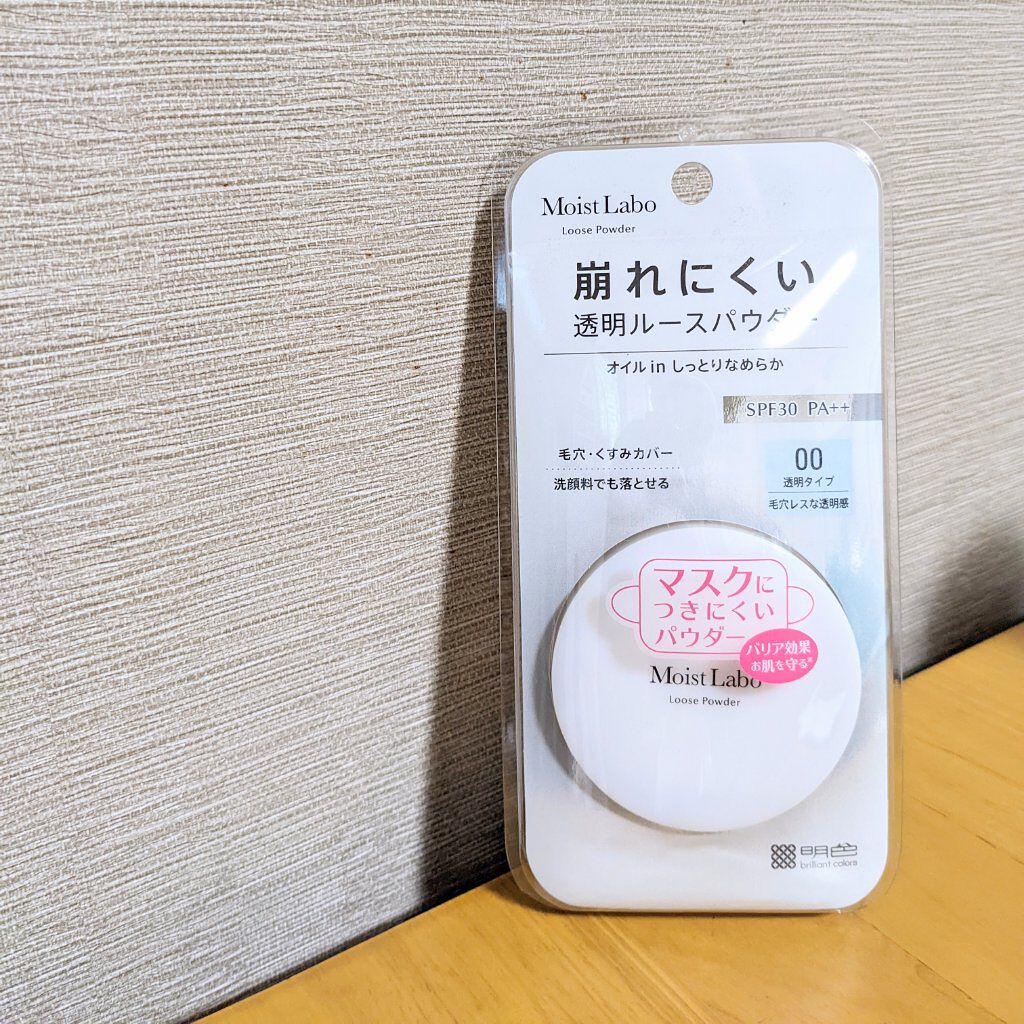 Moist Labo
Loose Powder
崩れにくい
透明ルースパウダー
オイル in しっとりなめらか
SPF30 PA++
毛穴・くすみカバー
洗顔料でも落とせる
00
透明タイプ
毛穴レスな透明感
マスクに
つきにくい
パウダー
バリア効果
お肌を守る※
Moist Labo
Loose Powder
明色
brilliant colors